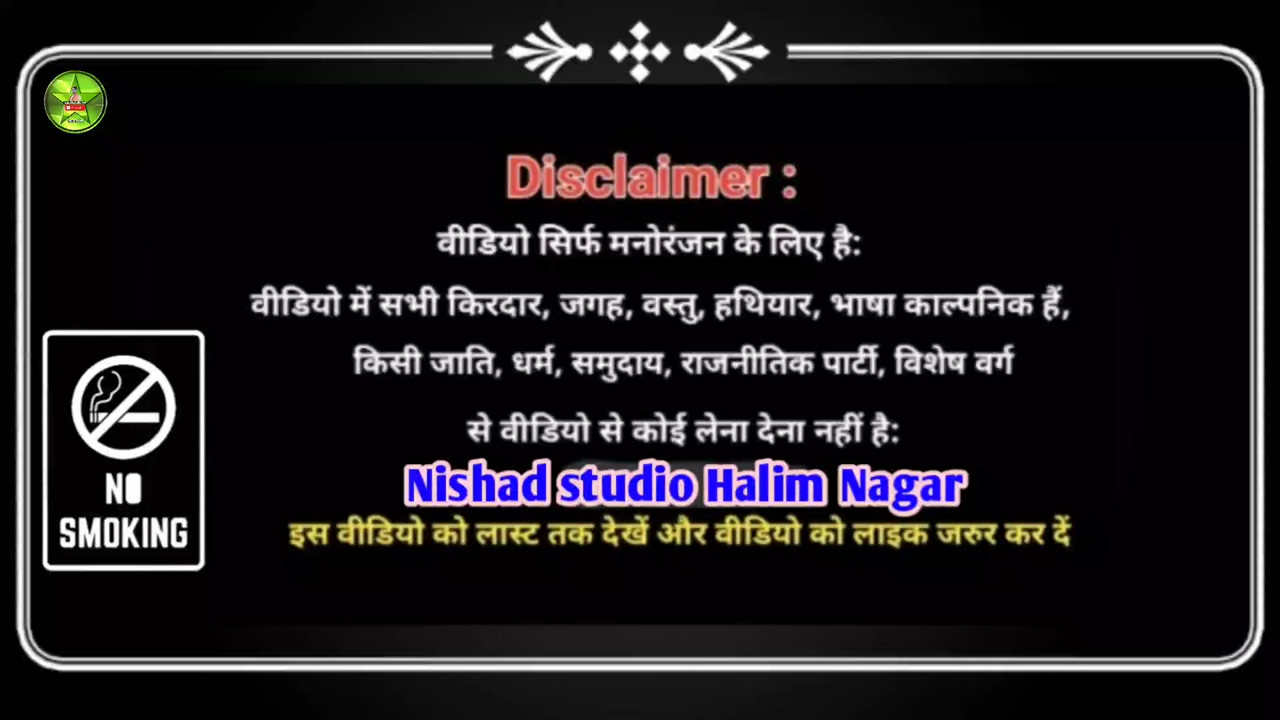 Disclaimer :
वीडियो सिर्फ मनोरंजन के लिए है:
वीडियो में सभी किरदार, जगह, वस्तु, हथियार, भाषा काल्पनिक हैं,
किसी जाति, धर्म, समुदाय, राजनीतिक पार्टी, विशेष वर्ग
से वीडियो से कोई लेना देना नहीं है:
Nishad studio Halim Nagar
इस वीडियो को लास्ट तक देखें और वीडियो को लाइक जरुर कर दें
NO
SMOKING